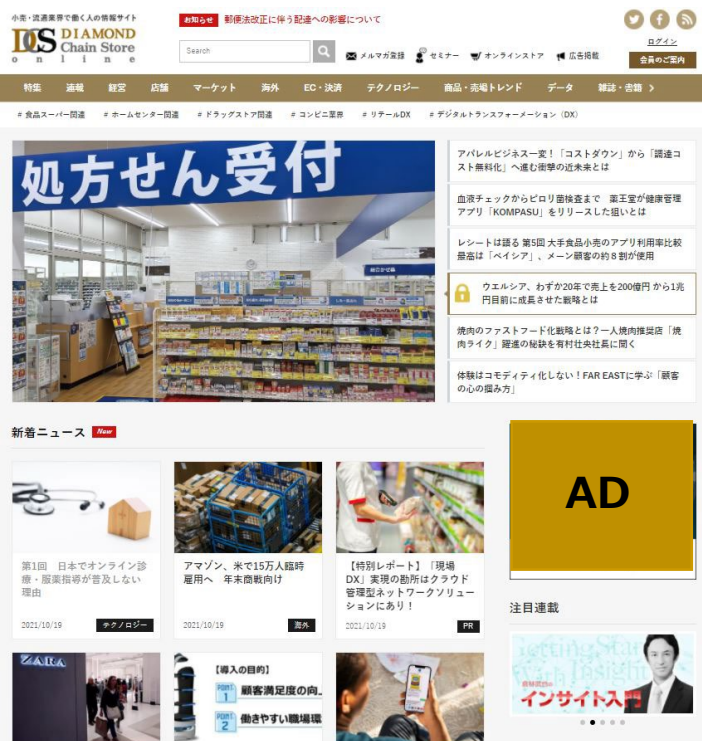 小売・流通業界で働く人の情報サイト
DCS DIAMOND
Chain Store
online
お知らせ 郵便法改正に伴う配達への影響について
Search
メルマガ登録 セミナー オンラインストア 広告掲載
ログイン
会員のご案内
特集 連載 経営 店舗 マーケット 海外 EC・決済 テクノロジー 商品・売場トレンド データ 雑誌・書籍
# 食品スーパー関連 # ホームセンター関連 # ドラッグストア関連 # コンビニ業界 # リテールDX # デジタルトランスフォーメーション（DX）
処方せん受付
アパレルビジネス一変！「コストダウン」から「調達コ
スト無料化」へ進む衝撃の近未来とは
血液チェックからピロリ菌検査まで 薬王堂が健康管理
アプリ「KOMPASU」をリリースした狙いとは
レシートは語る 第5回 大手食品小売のアプリ利用率比較
最高は「ベイシア」、メーン顧客の約８割が使用
ウエルシア、わずか20年で売上を200億円 から1兆
円目前に成長させた戦略とは
焼肉のファストフード化戦略とは？一人焼肉推奨店「焼
肉ライク」躍進の秘訣を有村壮央社長に聞く
体験はコモディティ化しない！FAR EASTに学ぶ「顧客
の心の掴み方」
新着ニュース New
AD
第1回 日本でオンライン診
療・服薬指導が普及しない
理由
2021/10/19 テクノロジー
アマゾン、米で15万人臨時
雇用へ 年末商戦向け
2021/10/19 海外
【特別レポート】「現場
DX」実現の勘所はクラウド
管理型ネットワークソリュー
ションにあり！
2021/10/19 PR
注目連載
ZARA
【導入の目的】
POINT 1 顧客満足度の向
POINT 2 働きやすい職場環
Getting Started
With Insight
インサイト入門